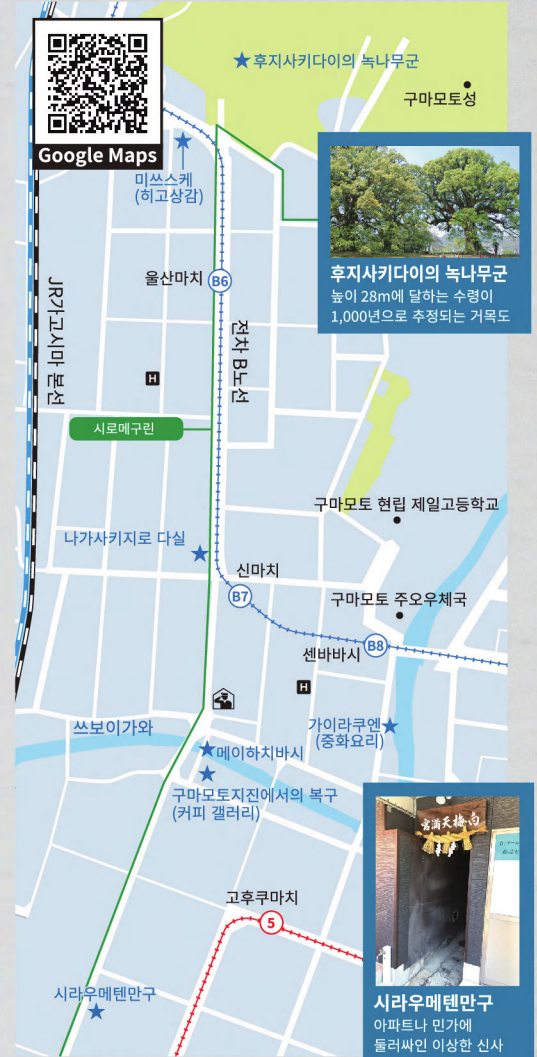 Google Maps
후지사키다이의 녹나무군
구마모토성
미쓰스케
(히고상감)
후지사키다이의 녹나무군
높이 28m에 달하는 수령이
1,000년으로 추정되는 거목도
울산마치
B6
JR가고시마 본선
전차 B노선
H
시로메구린
구마모토 현립 제일고등학교
나가사키지로 다실
신마치
B7
구마모토 주오우체국
센바바시
B8
H
쓰보이가와
가이라쿠엔
(중화요리)
메이하치바시
구마모토지진에서의 복구
(커피 갤러리)
고후쿠마치
5
시라우메텐만구
宮満天梅白
시라우메텐만구
아파트나 민가에
둘러싸인 이상한 신사